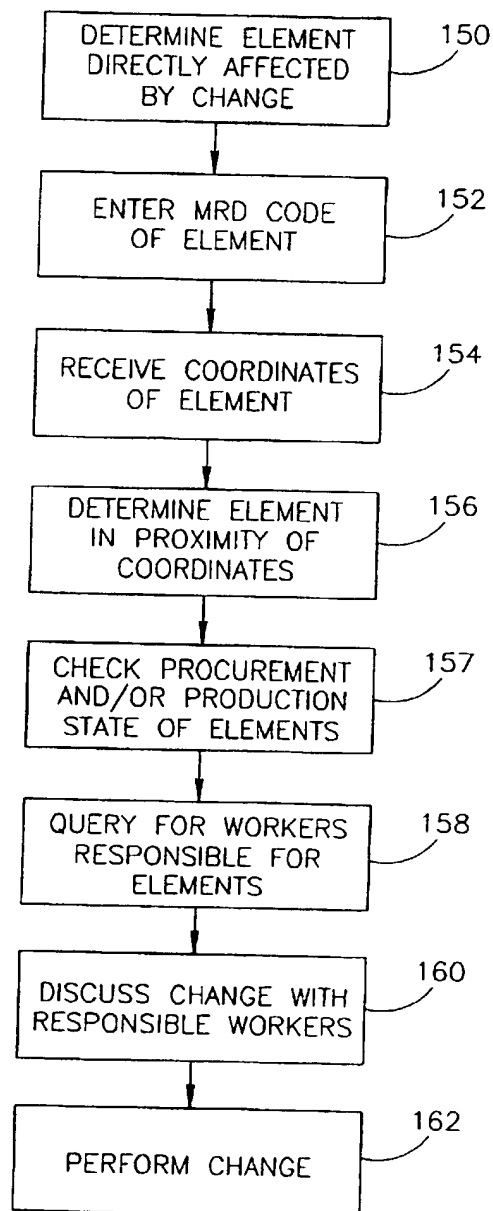 DETERMINE ELEMENT
DIRECTLY AFFECTED
BY CHANGE
150
ENTER MRD CODE
OF ELEMENT
152
RECEIVE COORDINATES
OF ELEMENT
154
DETERMINE ELEMENT
IN PROXIMITY OF
COORDINATES
156
CHECK PROCUREMENT
AND/OR PRODUCTION
STATE OF ELEMENTS
157
QUERY FOR WORKERS
RESPONSIBLE FOR
ELEMENTS
158
DISCUSS CHANGE WITH
RESPONSIBLE WORKERS
160
PERFORM CHANGE
162